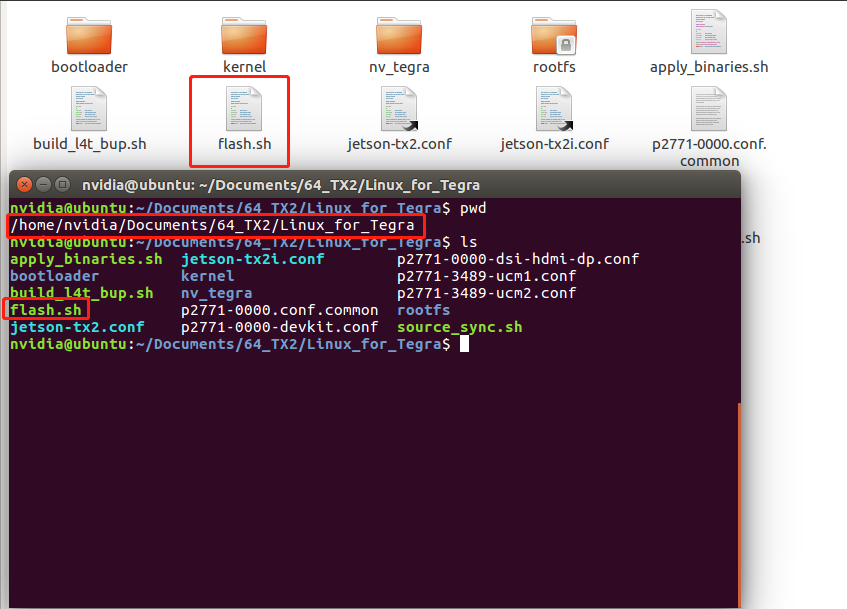 bootloader kernel nv_tegra rootfs apply_binaries.sh
build_l4t_bup.sh flash.sh jetson-tx2.conf jetson-tx2i.conf p2771-0000.conf.
common
nvidia@ubuntu: ~/Documents/64_TX2/Linux_for_Tegra
nvidia@ubuntu:~/Documents/64_TX2/Linux_for_Tegra$ pwd
/home/nvidia/Documents/64_TX2/Linux_for_Tegra
.sh
nvidia@ubuntu:~/Documents/64_TX2/Linux_for_Tegra$ ls
apply_binaries.sh jetson-tx2i.conf p2771-0000-dsi-hdmi-dp.conf
bootloader kernel p2771-3489-ucm1.conf
build_l4t_bup.sh nv_tegra p2771-3489-ucm2.conf
flash.sh p2771-0000.conf.common rootfs
jetson-tx2.conf p2771-0000-devkit.conf source_sync.sh
nvidia@ubuntu:~/Documents/64_TX2/Linux_for_Tegra$